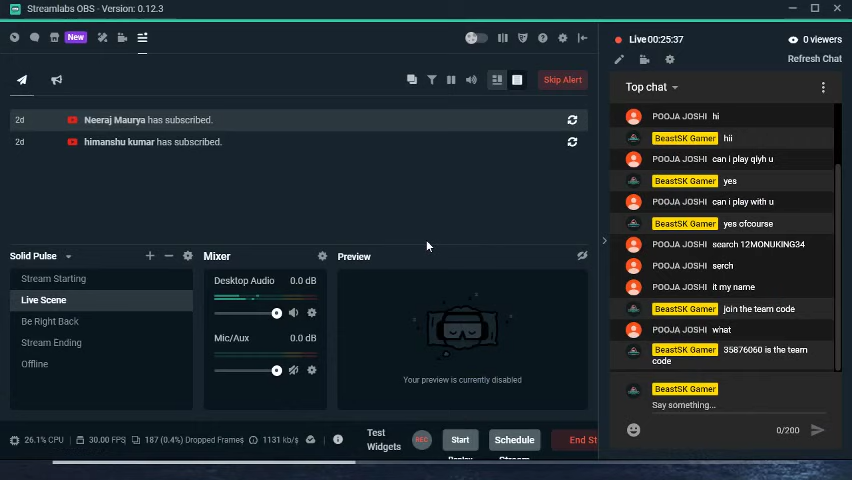 Streamlabs OBS - Version: 0.12.3
New
Live 00:25:37
0 viewers
Refresh Chat
Skip Alert
Top chat
2d Neeraj Maurya has subscribed.
2d himanshu kumar has subscribed.
POOJA JOSHI hi
BeastSK Gamer hii
POOJA JOSHI can i play qiyh u
BeastSK Gamer yes
POOJA JOSHI can i play with u
BeastSK Gamer yes ofcourse
POOJA JOSHI search 12MONUKING34
POOJA JOSHI serch
POOJA JOSHI it my name
BeastSK Gamer join the team code
POOJA JOSHI what
BeastSK Gamer 35876060 is the team
code
BeastSK Gamer
Say something...
0/200
Solid Pulse
Stream Starting
Live Scene
Be Right Back
Stream Ending
Offline
Mixer
Desktop Audio 0.0 dB
Mic/Aux 0.0 dB
Preview
Your preview is currently disabled
26.1% CPU
30.00 FPS
187 (0.4%) Dropped Frames
1131 kb/s
Test
Widgets
REC
Start
Schedule
Stream
End St